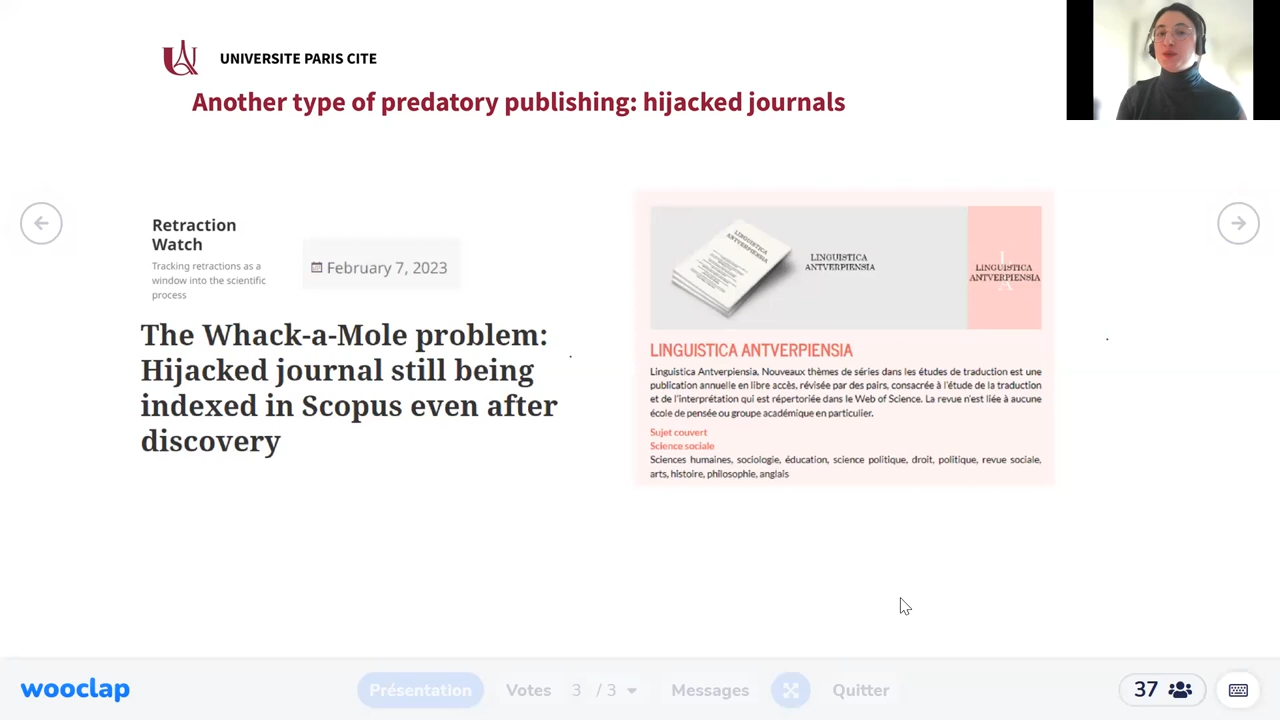 UNIVERSITE PARIS CITE
Another type of predatory publishing: hijacked journals
Retraction
Watch
Tracking retractions as a
window into the scientific
process
February 7, 2023
The Whack-a-Mole problem:
Hijacked journal still being
indexed in Scopus even after
discovery
LINGUISTICA
ANTVERPIENSIA
LINGUISTICA
ANTVERPIENSIA
LINGUISTICA
ANTVERPIENSIA
LINGUISTICA ANTVERPIENSIA
Linguistica Antverpiensia, Nouveaux thèmes de séries dans les études de traduction est une
publication annuelle en libre accès, révisée par des pairs, consacrée à l'étude de la traduction
et de l'interprétation qui est répertoriée dans le Web of Science. La revue n'est liée à aucune
école de pensée ou groupe académique en particulier.
Sujet couvert
Science sociale
Sciences humaines, sociologie, éducation, science politique, droit, politique, revue sociale,
arts, histoire, philosophie, anglais
wooclap
Présentation
Votes
3 / 3
Messages
Quitter
37